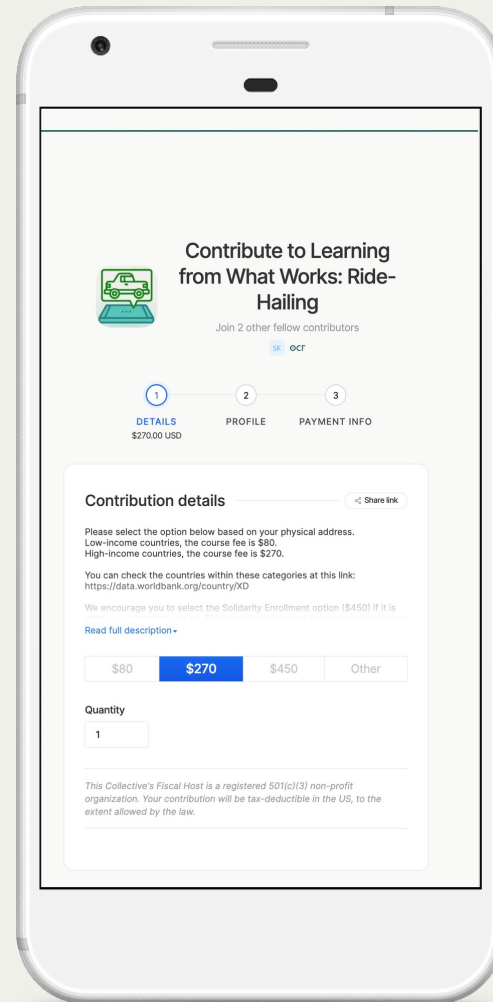 Contribute to Learning
from What Works: Ride-
Hailing
Join 2 other fellow contributors
SK OCF
1
2
3
DETAILS
PROFILE
PAYMENT INFO
$270.00 USD
Contribution details
Share link
Please select the option below based on your physical address.
Low-income countries, the course fee is $80.
High-income countries, the course fee is $270.
You can check the countries within these categories at this link:
https://data.worldbank.org/country/XD
We encourage you to select the Solidarity Enrollment option ($450) if it is
Read full description
$80 $270 $450 Other
Quantity
1
This Collective's Fiscal Host is a registered 501(c)(3) non-profit
organization. Your contribution will be tax-deductible in the US, to the
extent allowed by the law.